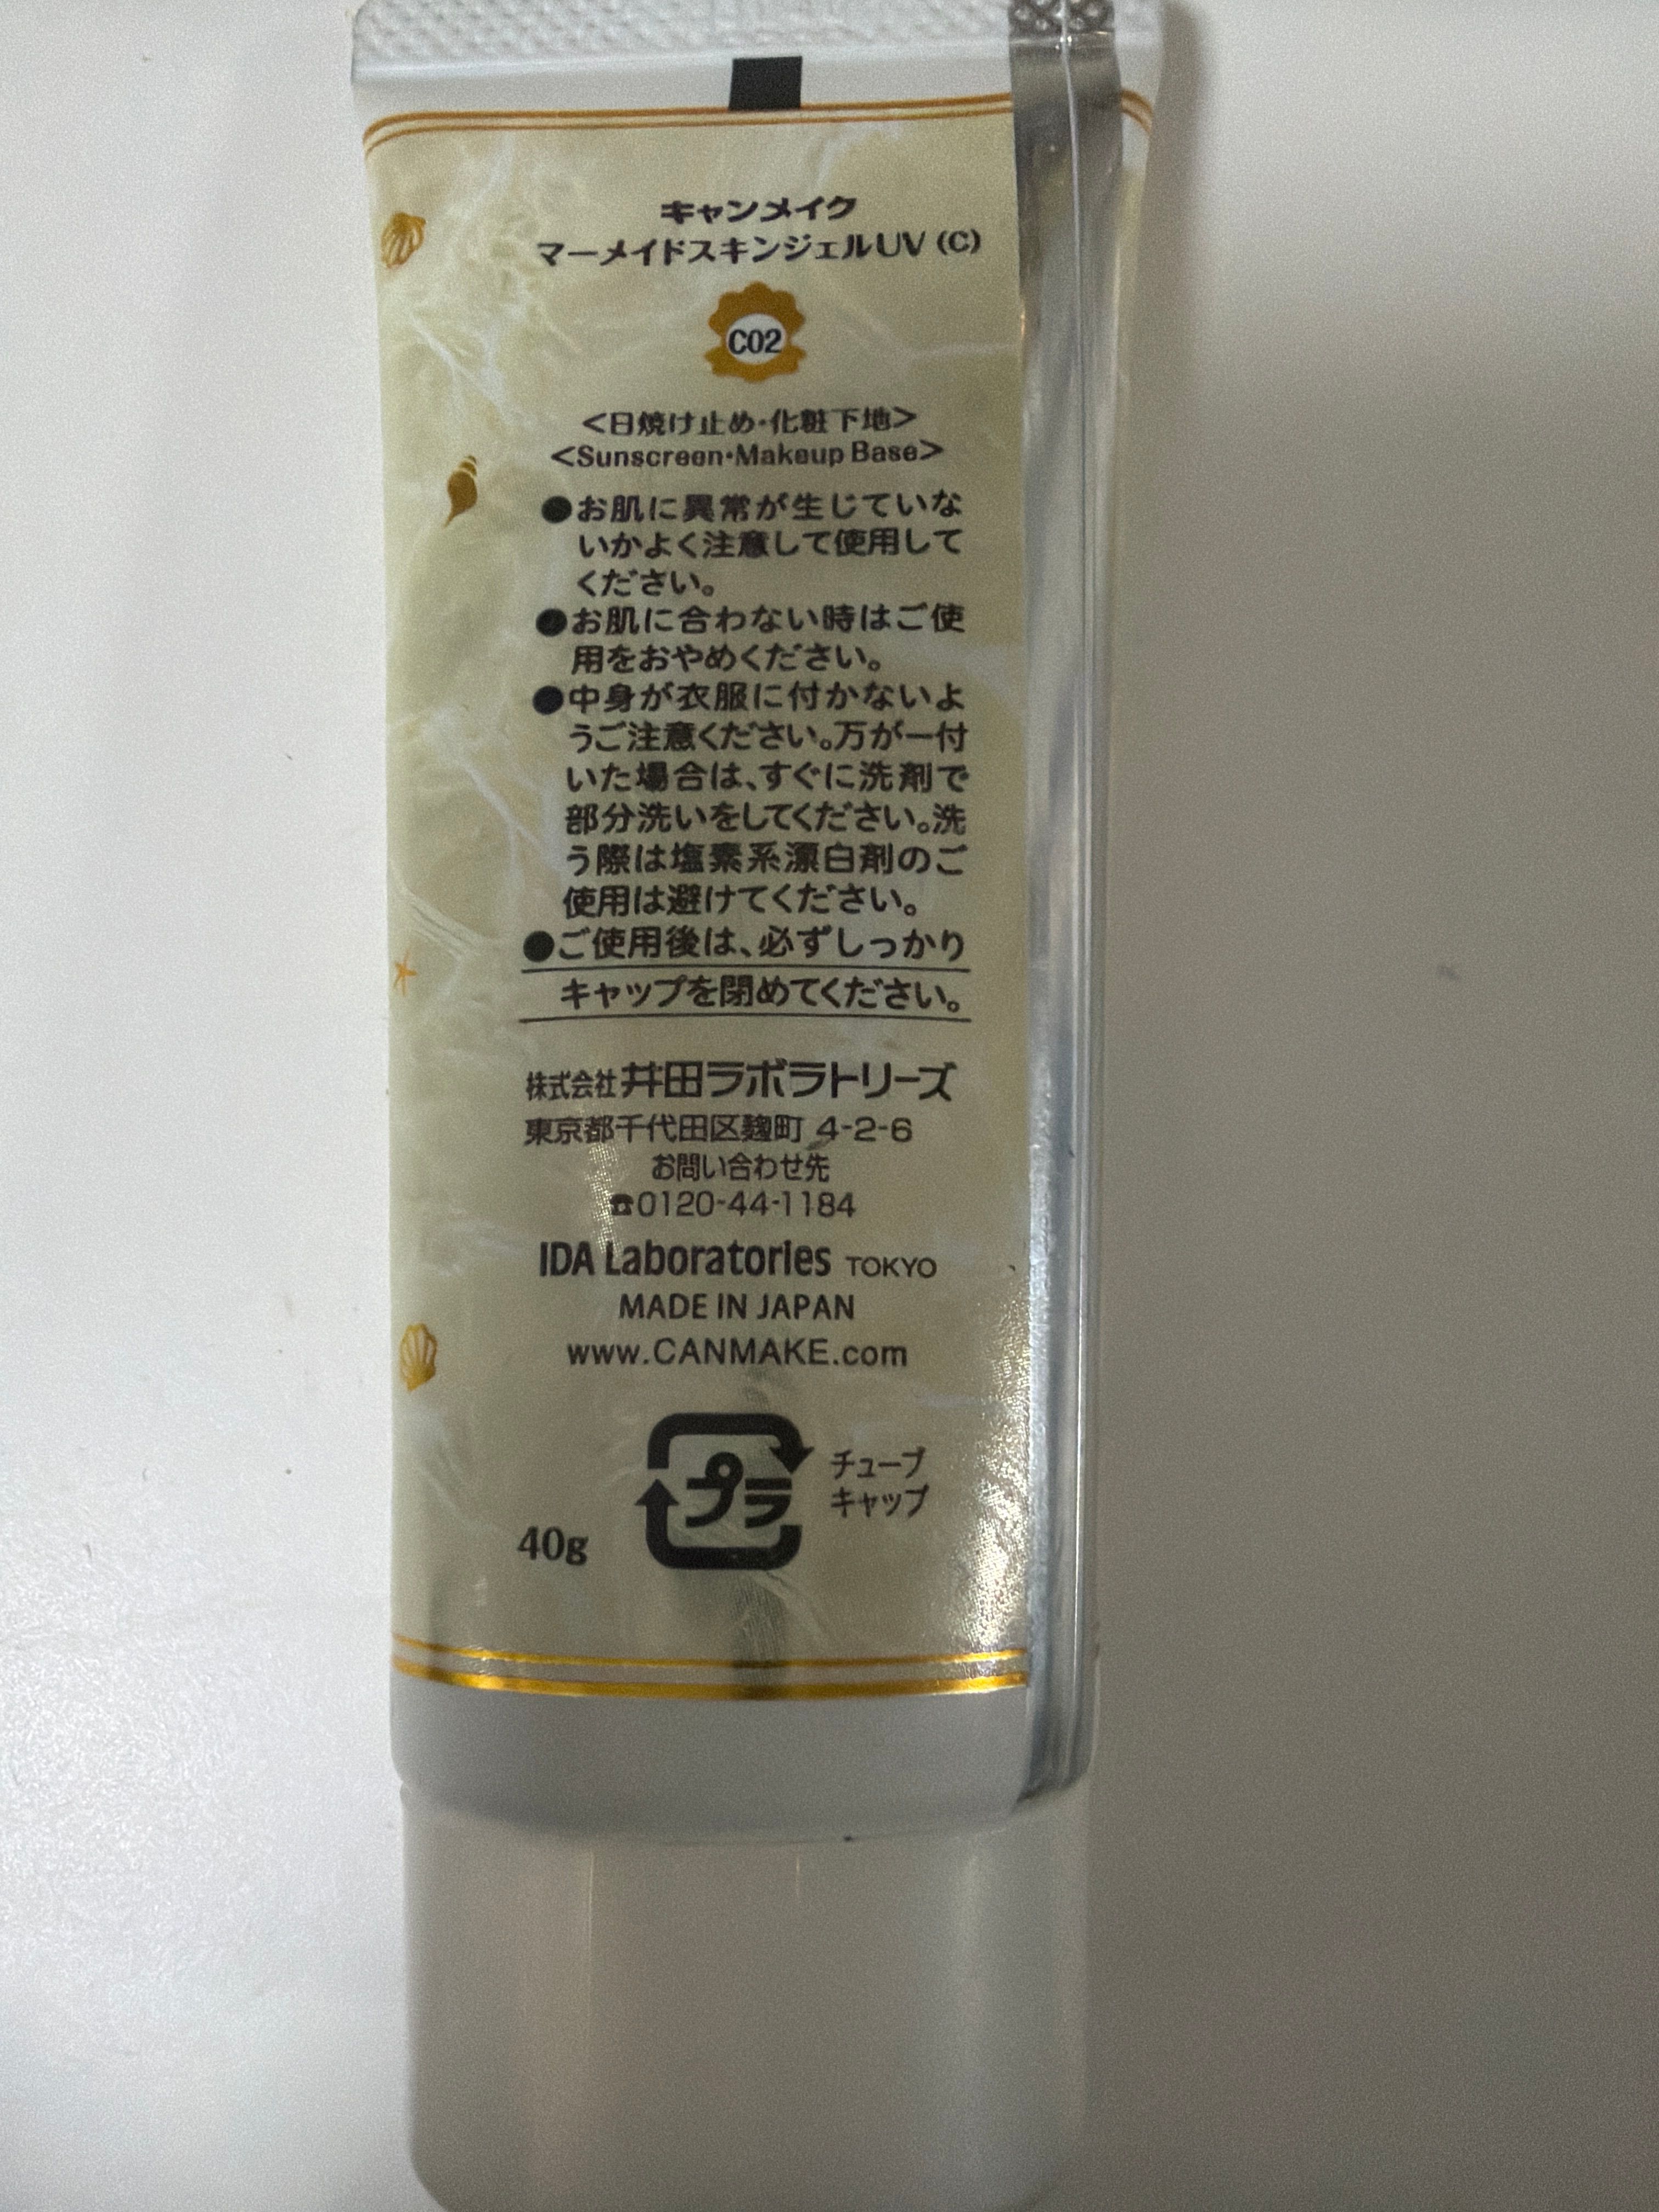 キャンメイク
マーメイドスキンジェルUV (C)
C02
<日焼け止め・化粧下地>
<Sunscreen・Makeup Base>
●お肌に異常が生じていな
いかよく注意して使用して
ください。
●お肌に合わない時はご使
用をおやめください。
●中身が衣服に付かないよ
うご注意ください。万が一付
いた場合は、すぐに洗剤で
部分洗いをしてください。洗
う際は塩素系漂白剤のご
使用は避けてください。
●ご使用後は、必ずしっかり
キャップを閉めてください。
株式会社 井田ラボラトリーズ
東京都千代田区麹町 4-2-6
お問い合わせ先
☎0120-44-1184
IDA Laboratories TOKYO
MADE IN JAPAN
www.CANMAKE.com
プラ
チューブ
キャップ
40g